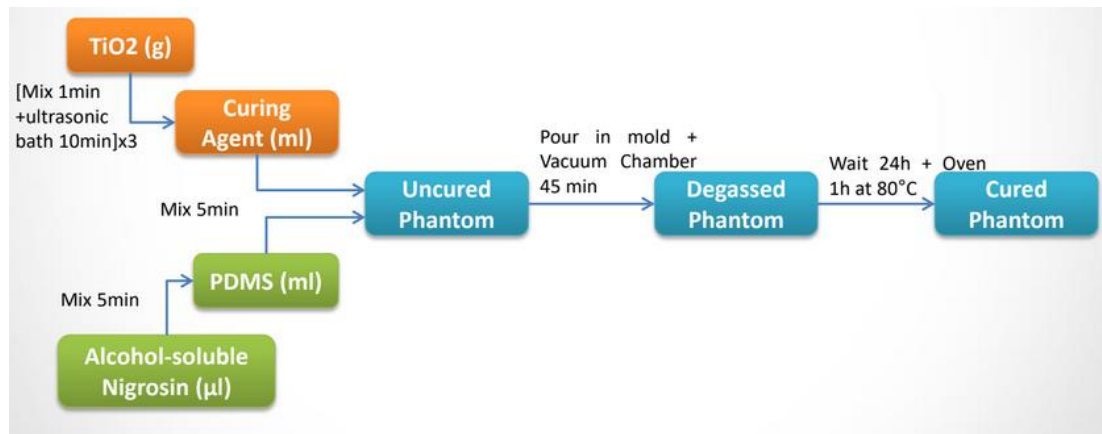 TiO2 (g)
[Mix 1min
+ultrasonic
bath 10min]x3
Curing
Agent (ml)
Pour in mold +
Vacuum Chamber
45 min
Wait 24h + Oven
1h at 80°C
Uncured
Phantom
Degassed
Phantom
Cured
Phantom
Mix 5min
PDMS (ml)
Mix 5min
Alcohol-soluble
Nigrosin (µl)